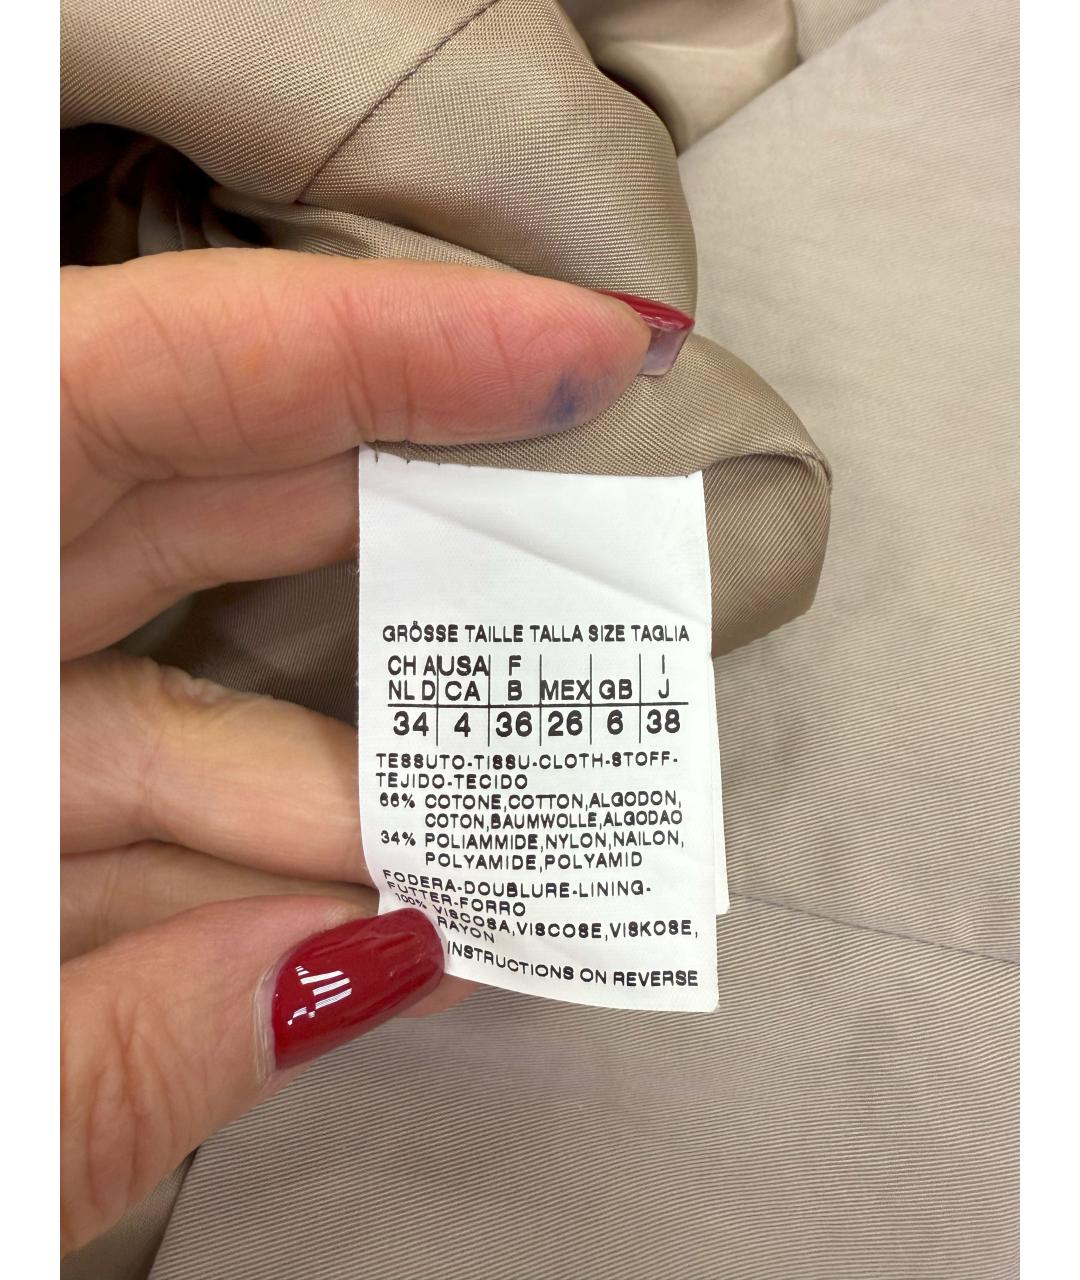 GRÖSSE TAILLE TALLA SIZE TAGLIA
CH A USA F I
NL D CA B MEX GB J
34 4 36 26 6 38
TESSUTO-TISSU-CLOTH-STOFF-
TEJIDO-TECIDO
66% COTONE,COTTON,ALGODON,
COTON,BAUMWOLLE,ALGODAO
34% POLIAMMIDE,NYLON,NAILON,
POLYAMIDE,POLYAMID
FODERA-DOUBLURE-LINING-
FUTTER-FORRO
100% VISCOSA,VISCOSE,VISKOSE,
RAYON
INSTRUCTIONS ON REVERSE